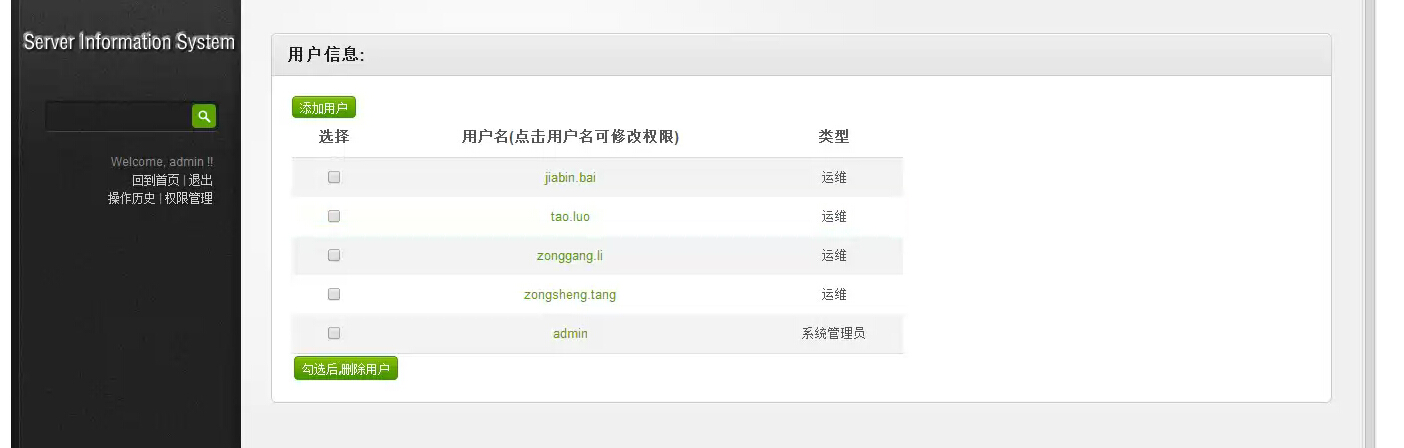 Server Information System
Welcome, admin !!
回到首页 | 退出
操作历史 | 权限管理
用户信息:
添加用户
选择 用户名(点击用户名可修改权限) 类型
jiabin.bai 运维
tao.luo 运维
zonggang.li 运维
zongsheng.tang 运维
admin 系统管理员
勾选后,删除用户